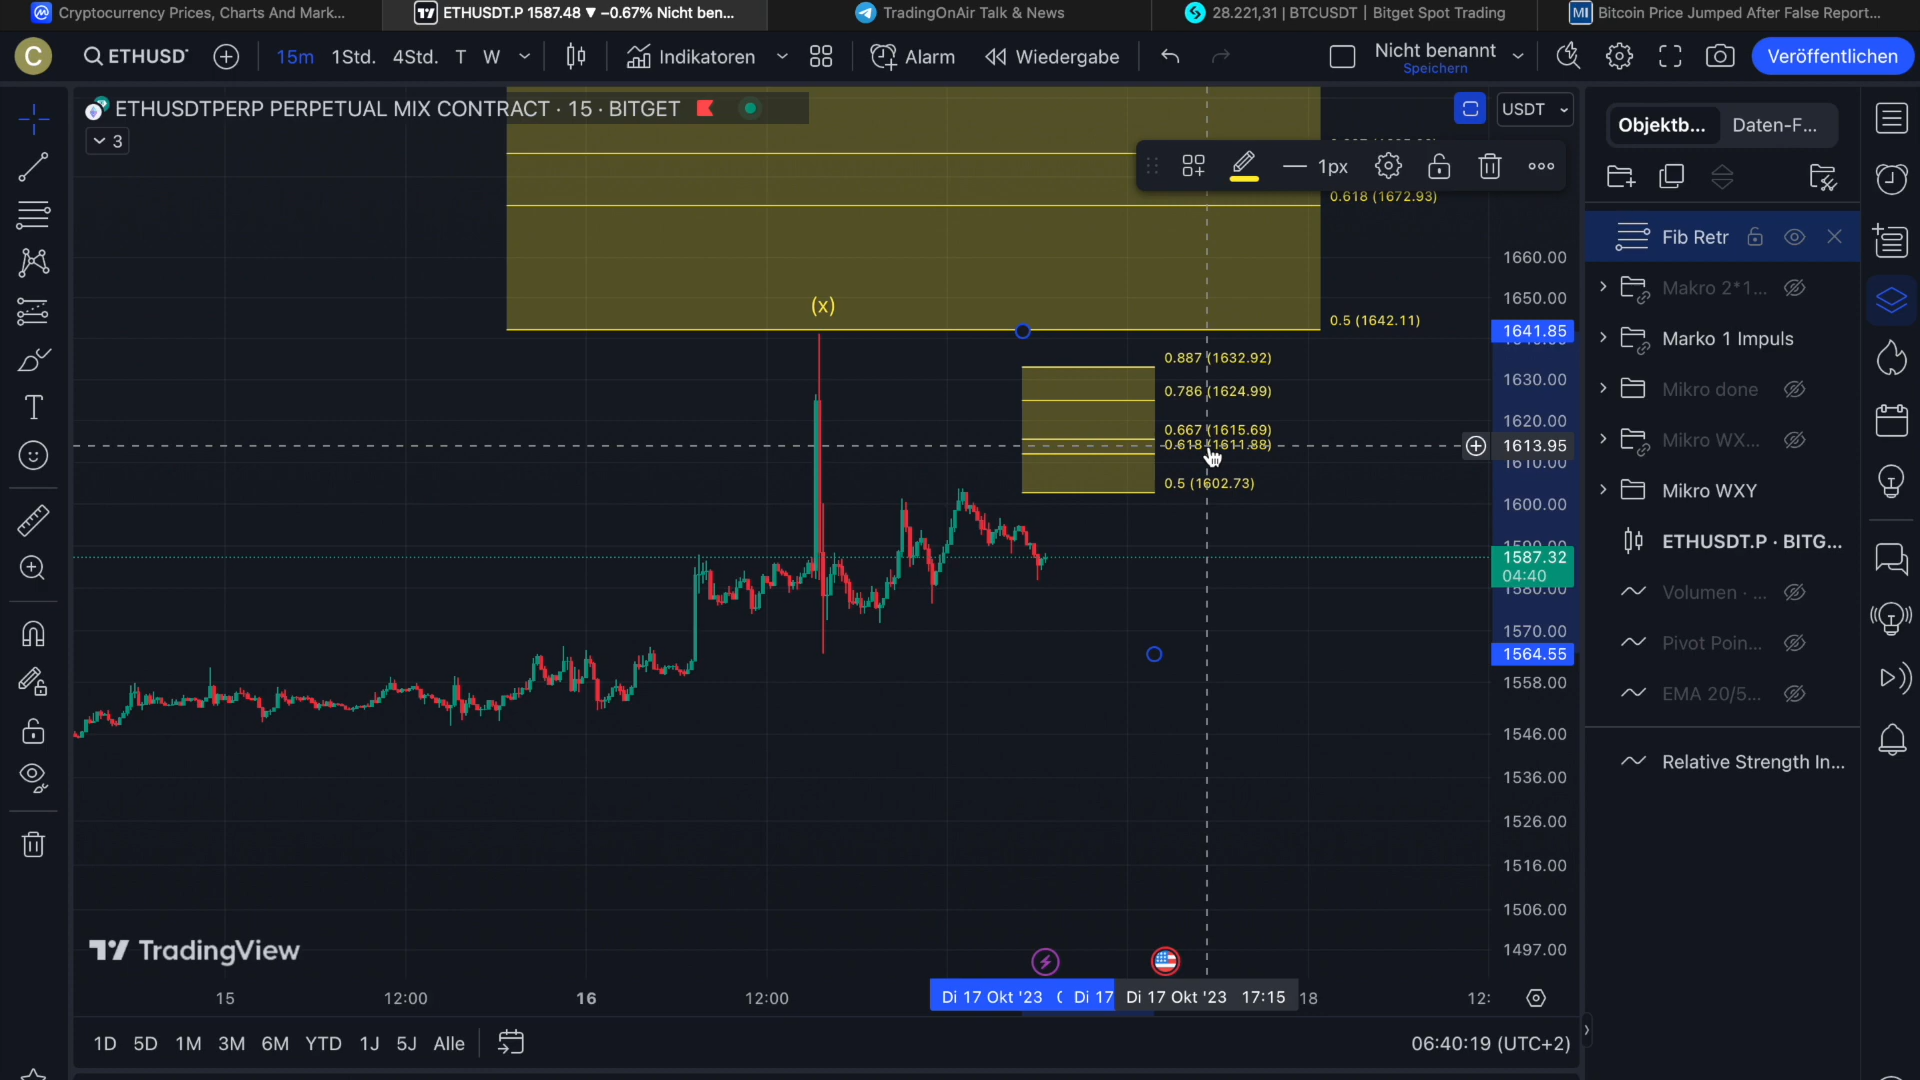 Cryptocurrency Prices, Charts And Mark...
ETHUSDT.P 1587.48 ▼ −0.67% Nicht ben...
TradingOnAir Talk & News
28.221,31 | BTCUSDT | Bitget Spot Trading
Bitcoin Price Jumped After False Report...
C
ETHUSD
15m
1Std.
4Std.
T
W
Indikatoren
Alarm
Wiedergabe
Nicht benannt
Speichern
Veröffentlichen
ETHUSDTPERP PERPETUAL MIX CONTRACT · 15 · BITGET
3
USDT
1px
0.618 (1672.93)
(x)
0.5 (1642.11)
0.887 (1632.92)
0.786 (1624.99)
0.667 (1615.69)
0.618 (1611.88)
0.5 (1602.73)
1660.00
1650.00
1641.85
1630.00
1620.00
1613.95
1610.00
1600.00
1587.32
04:40
1580.00
1570.00
1564.55
1558.00
1546.00
1536.00
1526.00
1516.00
1506.00
1497.00
TradingView
15
12:00
16
12:00
Di 17 Okt '23
Di 17
Di 17 Okt '23 17:15
18
12:
1D
5D
1M
3M
6M
YTD
1J
5J
Alle
06:40:19 (UTC+2)
Objektb...
Daten-F...
Fib Retr
Makro 2*1...
Marko 1 Impuls
Mikro done
Mikro WX...
Mikro WXY
ETHUSDT.P · BITG...
Volumen · ...
Pivot Poin...
EMA 20/5...
Relative Strength In...